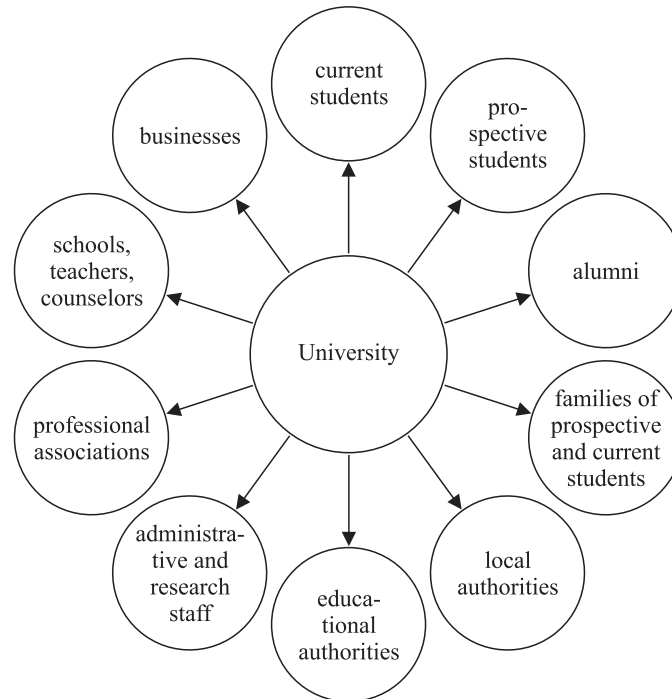 current
students
pro-
spective
students
businesses
schools,
teachers,
counselors
alumni
University
professional
associations
families of
prospective
and current
students
administra-
tive and
research
staff
local
authorities
educa-
tional
authorities